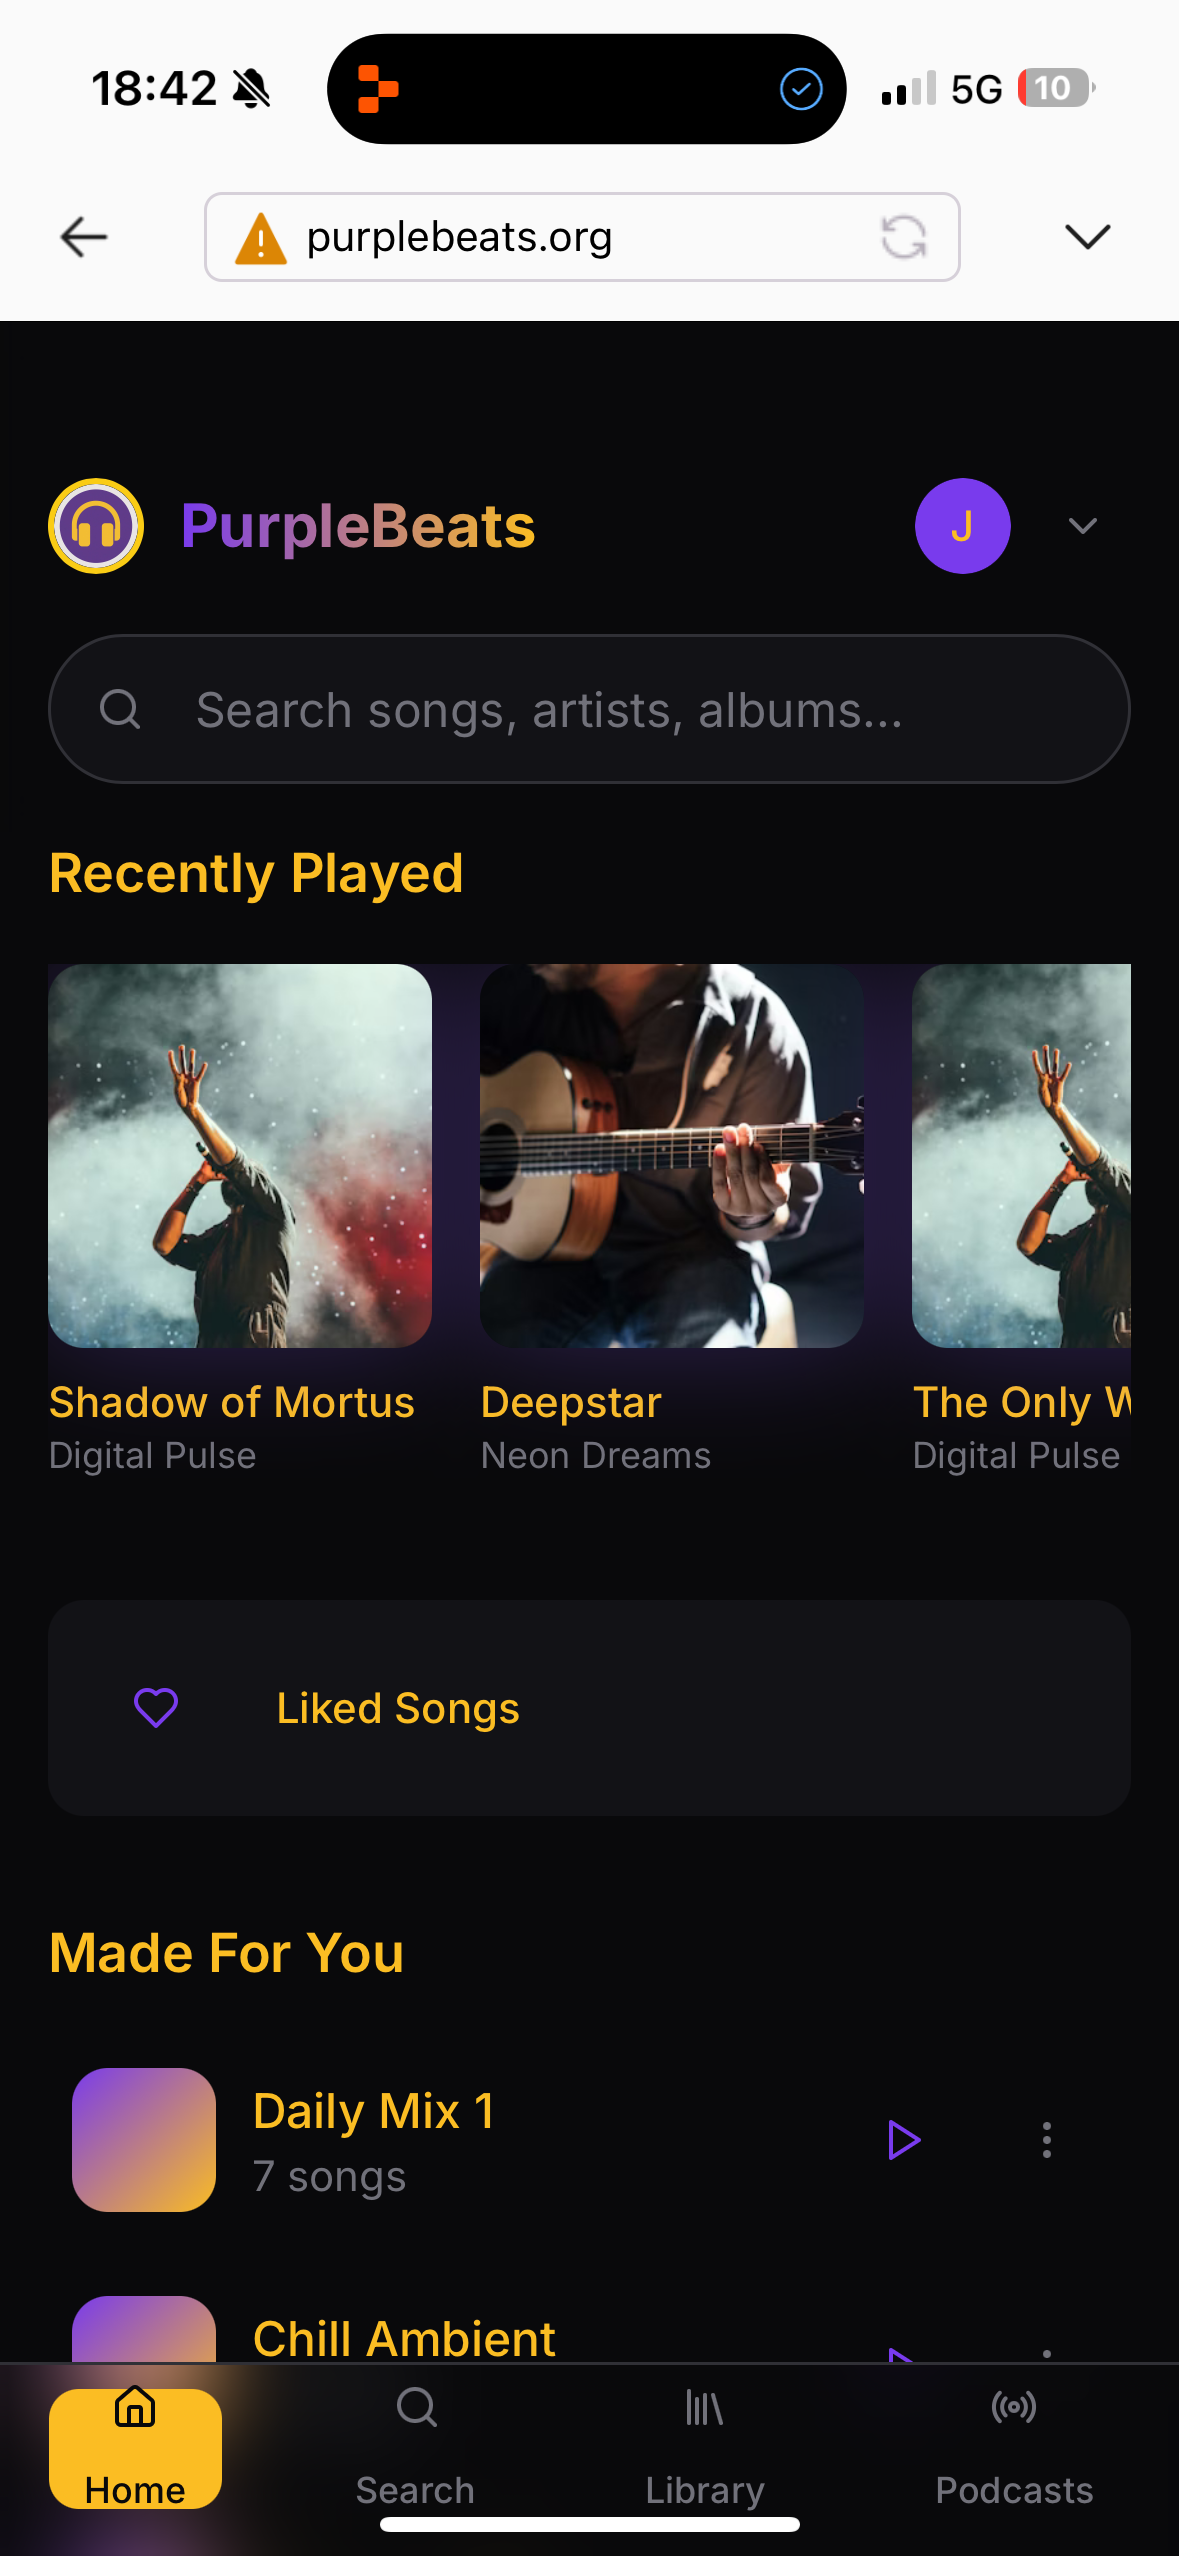 18:42
5G
10
purplebeats.org
PurpleBeats
J
Search songs, artists, albums...
Recently Played
Shadow of Mortus
Digital Pulse
Deepstar
Neon Dreams
The Only
Digital Pulse
Liked Songs
Made For You
Daily Mix 1
7 songs
Chill Ambient
Home
Search
Library
Podcasts